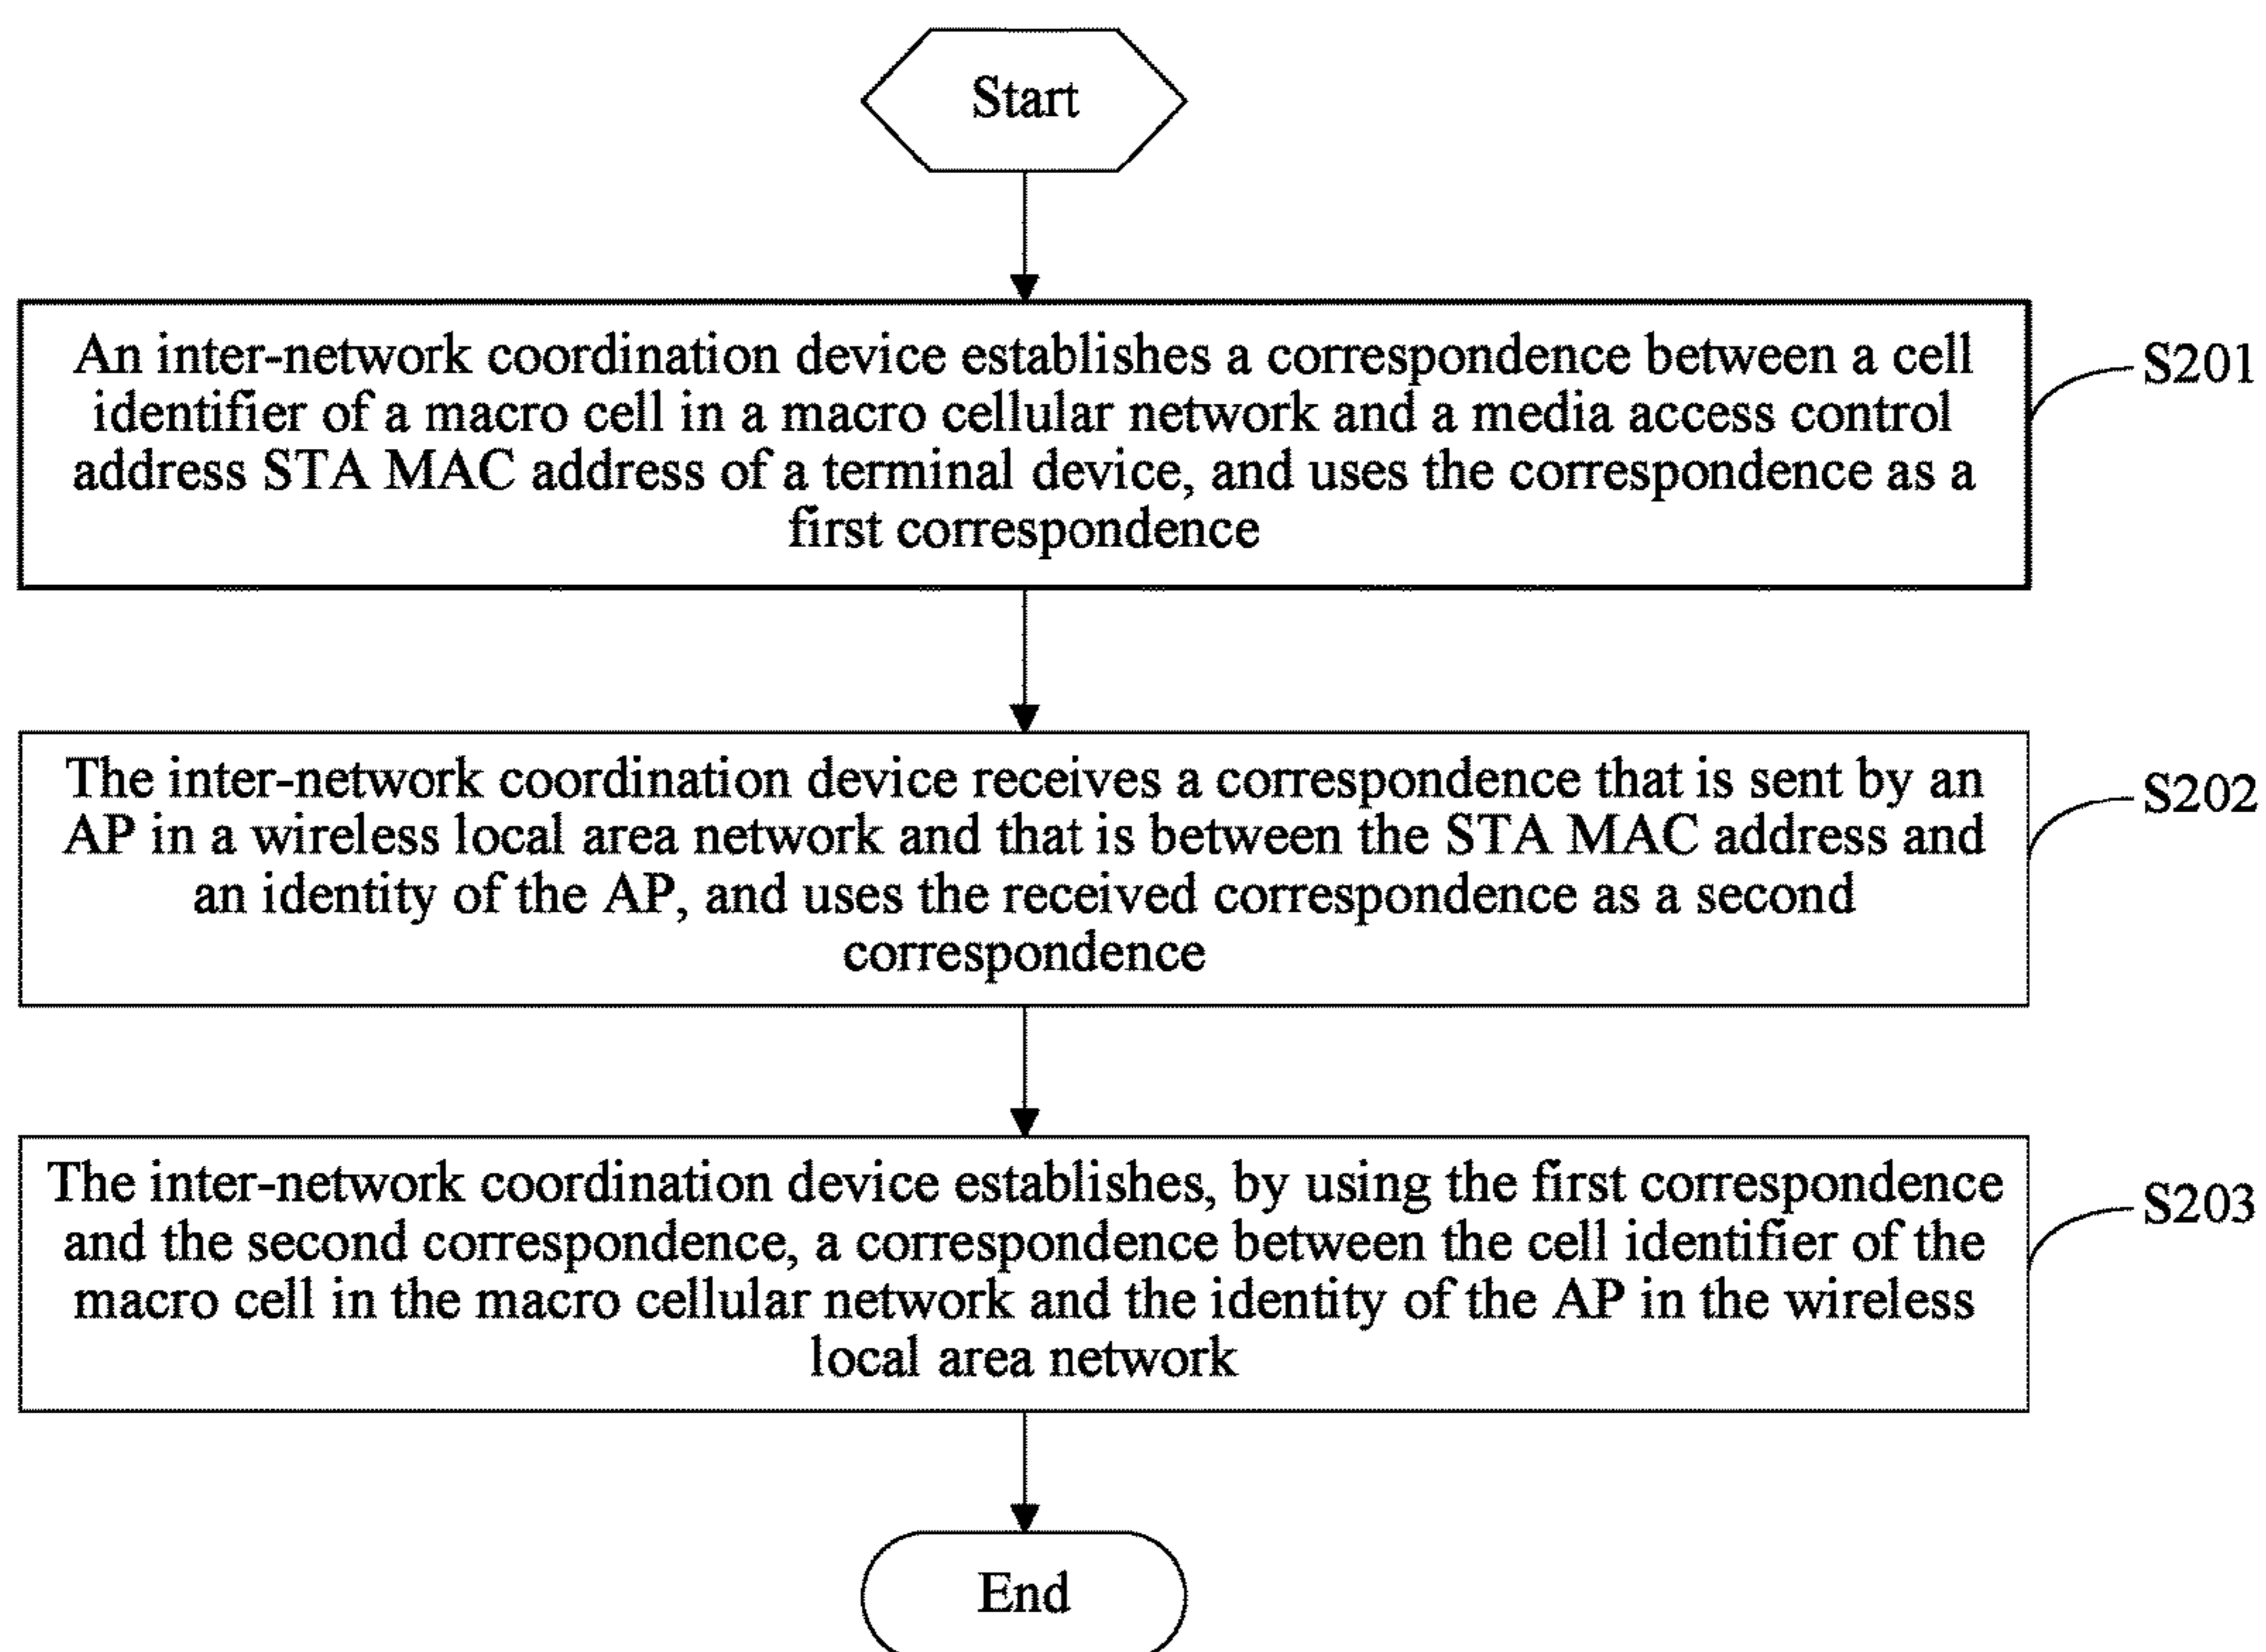 Start
An inter-network coordination device establishes a correspondence between a cell
identifier of a macro cell in a macro cellular network and a media access control
address STA MAC address of a terminal device, and uses the correspondence as a
first correspondence
S201
The inter-network coordination device receives a correspondence that is sent by an
AP in a wireless local area network and that is between the STA MAC address and
an identity of the AP, and uses the received correspondence as a second
correspondence
S202
The inter-network coordination device establishes, by using the first correspondence
and the second correspondence, a correspondence between the cell identifier of the
macro cell in the macro cellular network and the identity of the AP in the wireless
local area network
S203
End